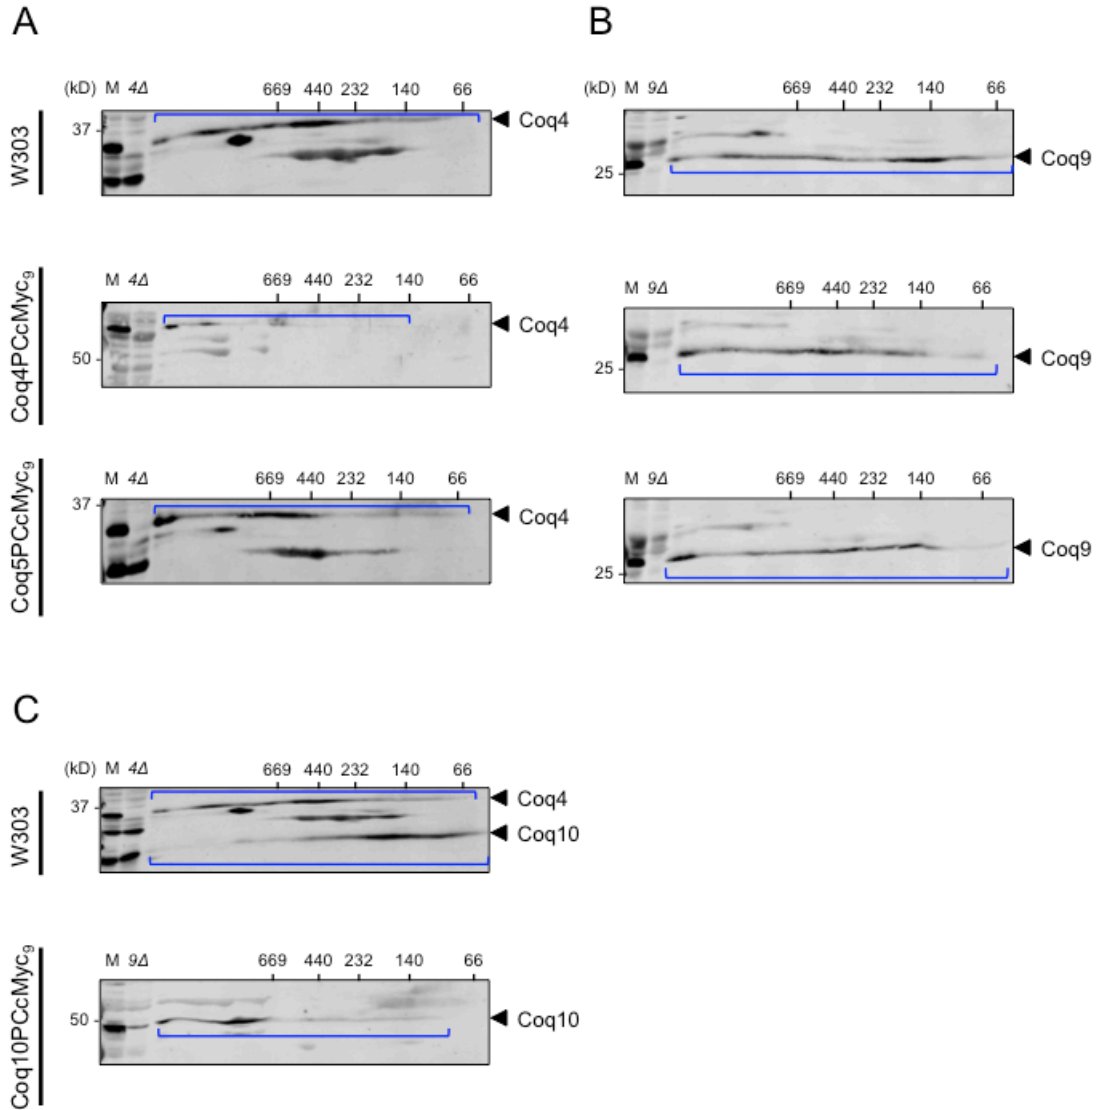 A
(kD) M 4Δ 669 440 232 140 66
W303
37
Coq4
M 4Δ 669 440 232 140 66
Coq4PCcMyc9
50
Coq4
M 4Δ 669 440 232 140 66
Coq5PCcMyc9
37
Coq4
B
(kD) M 9Δ 669 440 232 140 66
25
Coq9
M 9Δ 669 440 232 140 66
25
Coq9
M 9Δ 669 440 232 140 66
25
Coq9
C
(kD) M 4Δ 669 440 232 140 66
W303
37
Coq4
Coq10
M 9Δ 669 440 232 140 66
Coq10PCcMyc9
50
Coq10